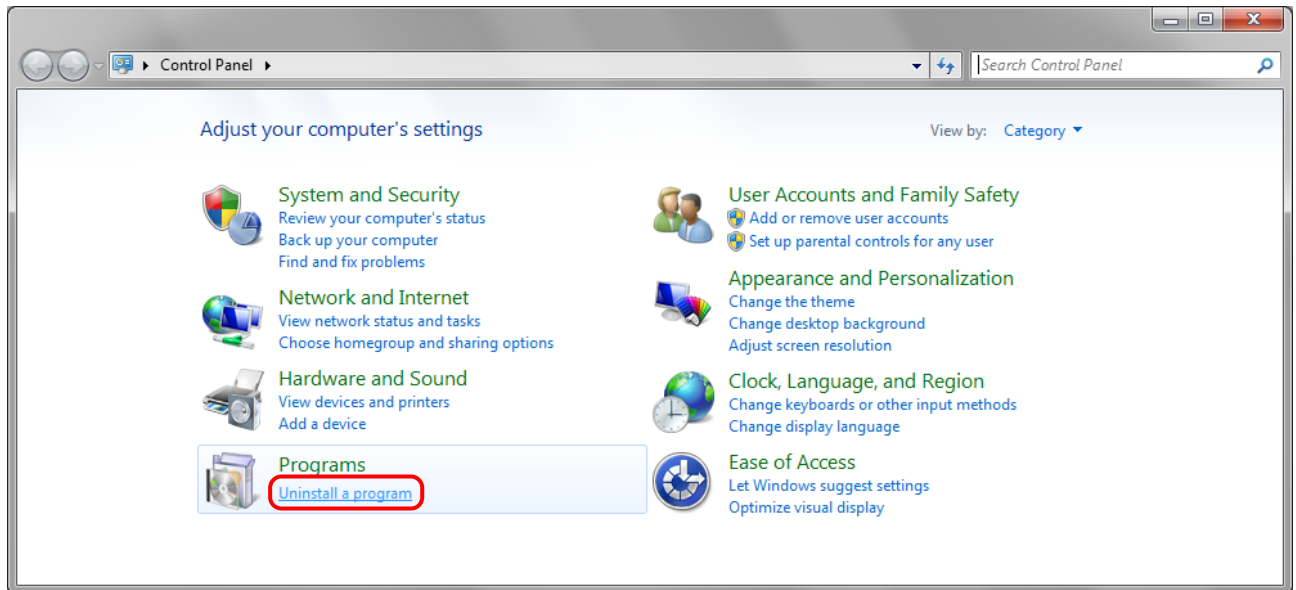 Control Panel
Search Control Panel
Adjust your computer's settings
View by: Category
System and Security
Review your computer's status
Back up your computer
Find and fix problems
Network and Internet
View network status and tasks
Choose homegroup and sharing options
Hardware and Sound
View devices and printers
Add a device
Programs
Uninstall a program
User Accounts and Family Safety
Add or remove user accounts
Set up parental controls for any user
Appearance and Personalization
Change the theme
Change desktop background
Adjust screen resolution
Clock, Language, and Region
Change keyboards or other input methods
Change display language
Ease of Access
Let Windows suggest settings
Optimize visual display